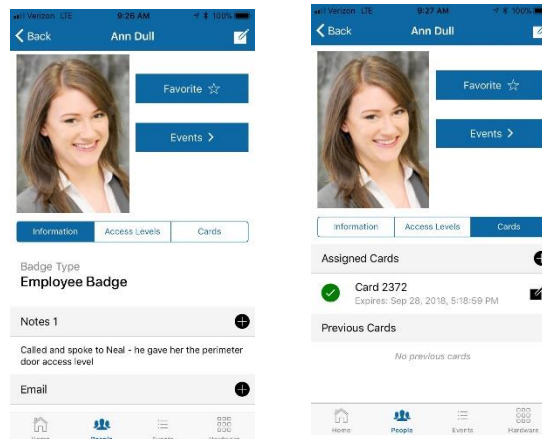 Verizon LTE 9:26 AM 100%
Back Ann Dull
Favorite
Events
Information Access Levels Cards
Badge Type
Employee Badge
Notes 1
Called and spoke to Neal - he gave her the perimeter
door access level
Email
Home People Events Hardware
Verizon LTE 9:27 AM 100%
Back Ann Dull
Favorite
Events
Information Access Levels Cards
Assigned Cards
Card 2372
Expires: Sep 28, 2018, 5:18:59 PM
Previous Cards
No previous cards
Home People Events Hardware